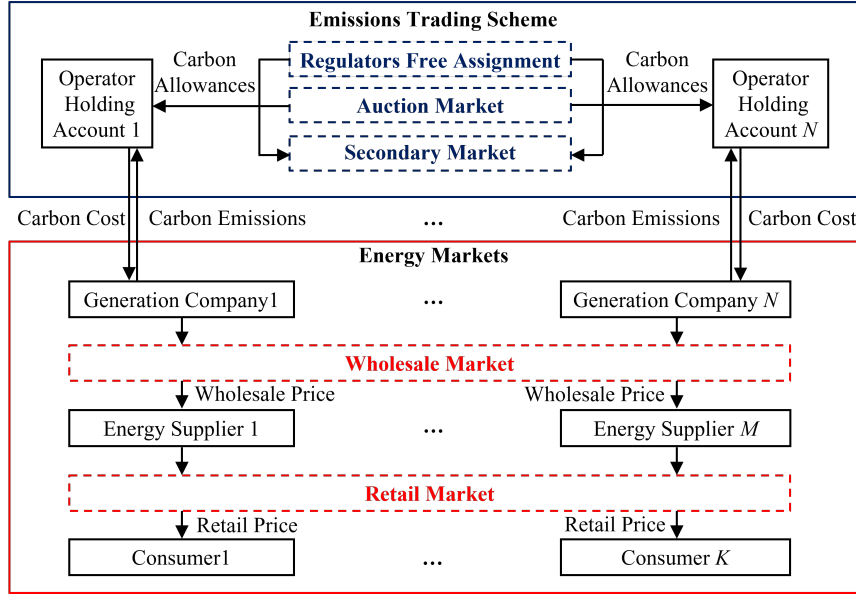 Emissions Trading Scheme
Carbon
Allowances
Regulators Free Assignment
Carbon
Allowances
Operator
Holding
Account 1
Auction Market
Operator
Holding
Account N
Secondary Market
Carbon Cost
Carbon Emissions
...
Carbon Emissions
Carbon Cost
Energy Markets
Generation Company1
...
Generation Company N
Wholesale Market
Wholesale Price
Wholesale Price
Energy Supplier 1
...
Energy Supplier M
Retail Market
Retail Price
Retail Price
Consumer1
...
Consumer K